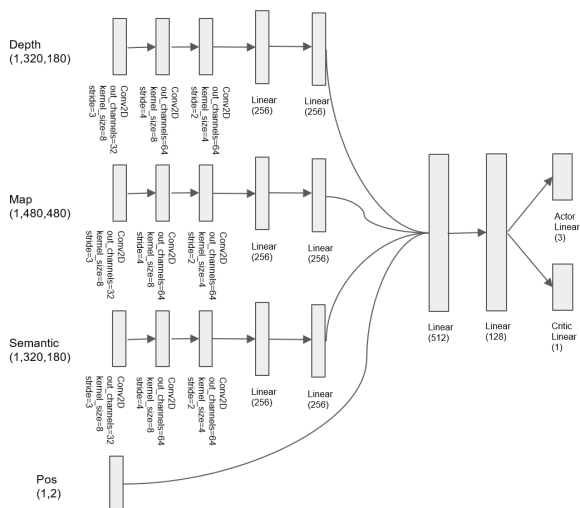 Depth
(1,320,180)
Conv2D
out_channels=32
kernel_size=8
stride=3
Conv2D
out_channels=64
kernel_size=8
stride=4
Conv2D
out_channels=64
kernel_size=4
stride=2
Linear
(256)
Linear
(256)
Map
(1,480,480)
Conv2D
out_channels=32
kernel_size=8
stride=3
Conv2D
out_channels=64
kernel_size=8
stride=4
Conv2D
out_channels=64
kernel_size=4
stride=2
Linear
(256)
Linear
(256)
Semantic
(1,320,180)
Conv2D
out_channels=32
kernel_size=8
stride=3
Conv2D
out_channels=64
kernel_size=8
stride=4
Conv2D
out_channels=64
kernel_size=4
stride=2
Linear
(256)
Linear
(256)
Pos
(1,2)
Linear
(512)
Linear
(128)
Actor
Linear
(3)
Critic
Linear
(1)